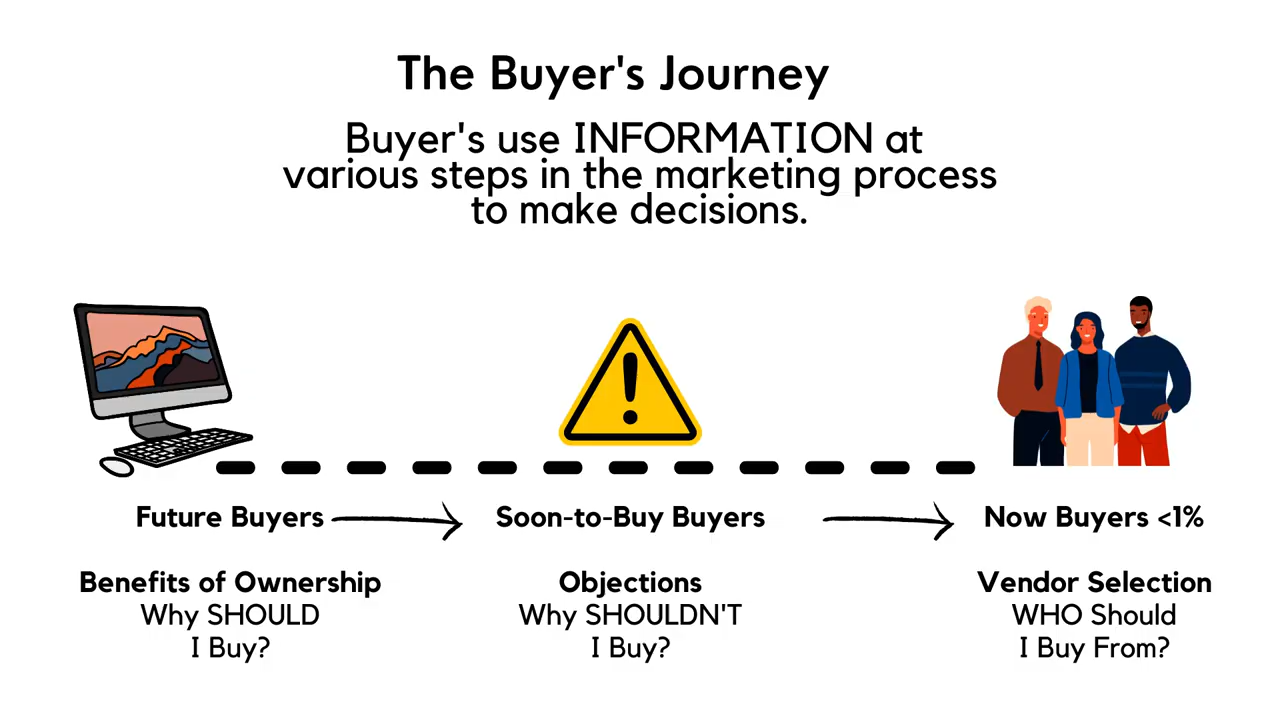 The Buyer's Journey
Buyer's use INFORMATION at
various steps in the marketing process
to make decisions.
Future Buyers
Soon-to-Buy Buyers
Now Buyers <1%
Benefits of Ownership
Why SHOULD
I Buy?
Objections
Why SHOULDN'T
I Buy?
Vendor Selection
WHO Should
I Buy From?